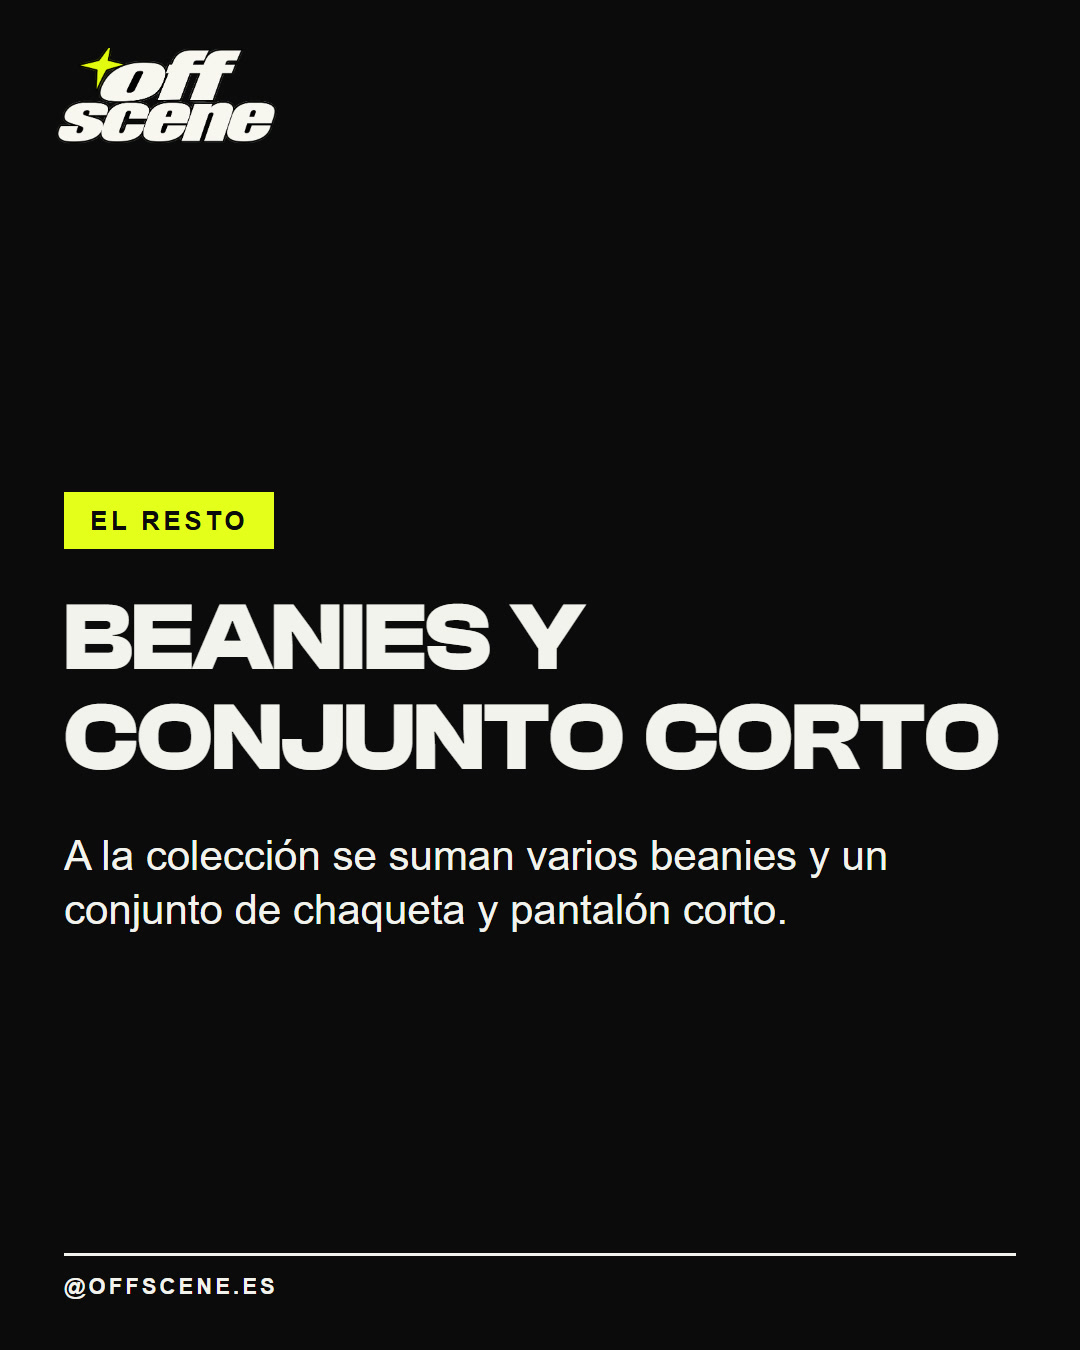 off
scene
EL RESTO
BEANIES Y
CONJUNTO CORTO
A la colección se suman varios beanies y un
conjunto de chaqueta y pantalón corto.
@OFFSCENE.ES